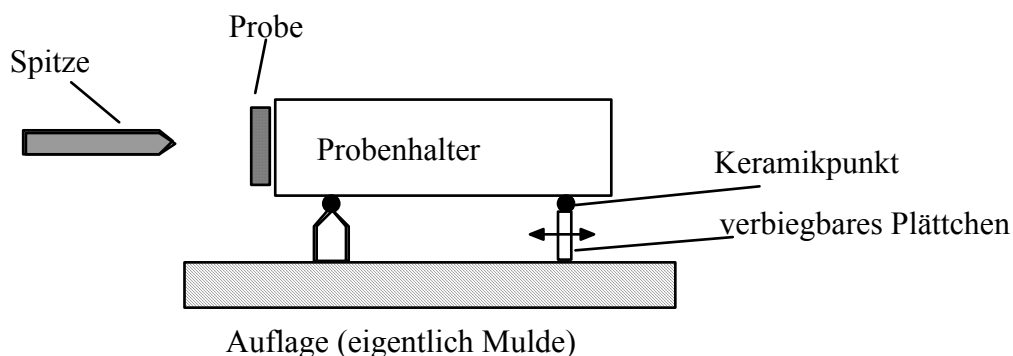 Probe
Spitze
Probenhalter
Keramikpunkt
verbiegbares Plättchen
Auflage (eigentlich Mulde)